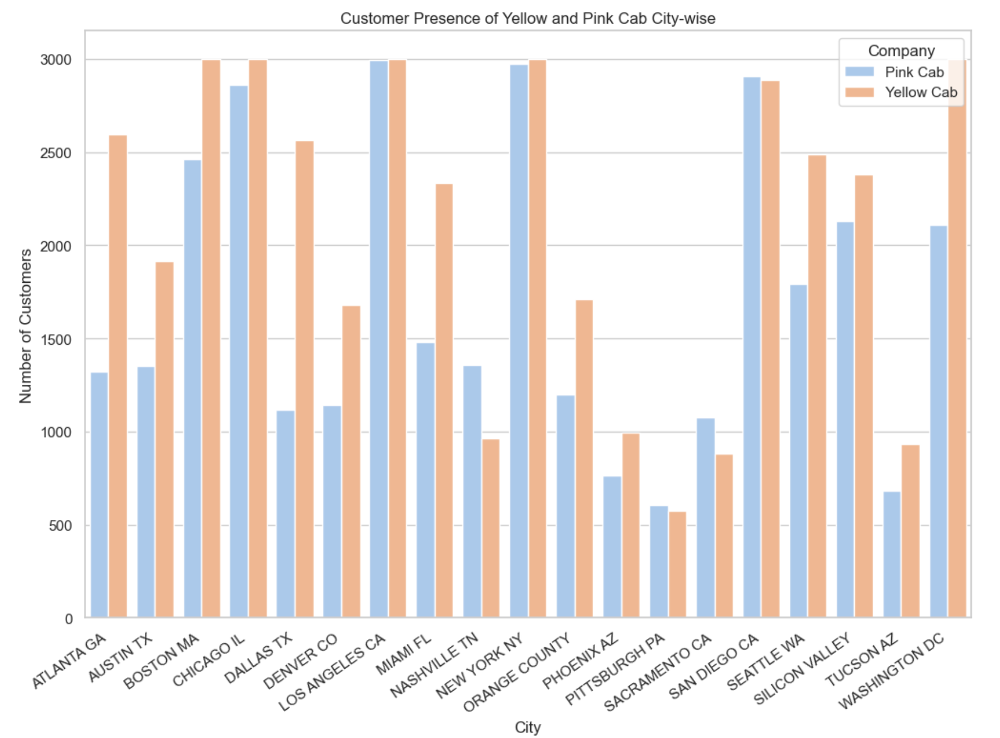 Customer Presence of Yellow and Pink Cab City-wise
Company
Pink Cab
Yellow Cab
Number of Customers
3000
2500
2000
1500
1000
500
0
ATLANTA GA
AUSTIN TX
BOSTON MA
CHICAGO IL
DALLAS TX
DENVER CO
LOS ANGELES CA
MIAMI FL
NASHVILLE TN
NEW YORK NY
ORANGE COUNTY
PHOENIX AZ
PITTSBURGH PA
SACRAMENTO CA
SAN DIEGO CA
SEATTLE WA
SILICON VALLEY
TUCSON AZ
WASHINGTON DC
City